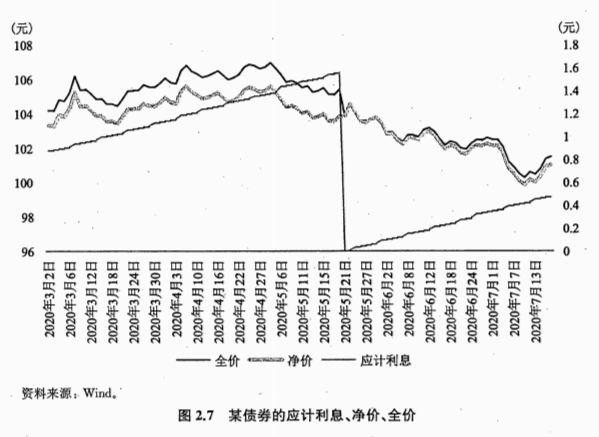 (元)
(元)
108
106
104
102
100
98
96
1.8
1.6
1.4
1.2
1
0.8
0.6
0.4
0.2
0
2020年3月2日
2020年3月6日
2020年3月12日
2020年3月18日
2020年3月24日
2020年3月30日
2020年4月3日
2020年4月10日
2020年4月16日
2020年4月22日
2020年4月27日
2020年5月6日
2020年5月11日
2020年5月15日
2020年5月21日
2020年5月27日
2020年6月2日
2020年6月8日
2020年6月12日
2020年6月18日
2020年6月24日
2020年7月1日
2020年7月7日
2020年7月13日
全价 净价 应计利息
资料来源：Wind。
图 2.7 某债券的应计利息、净价、全价